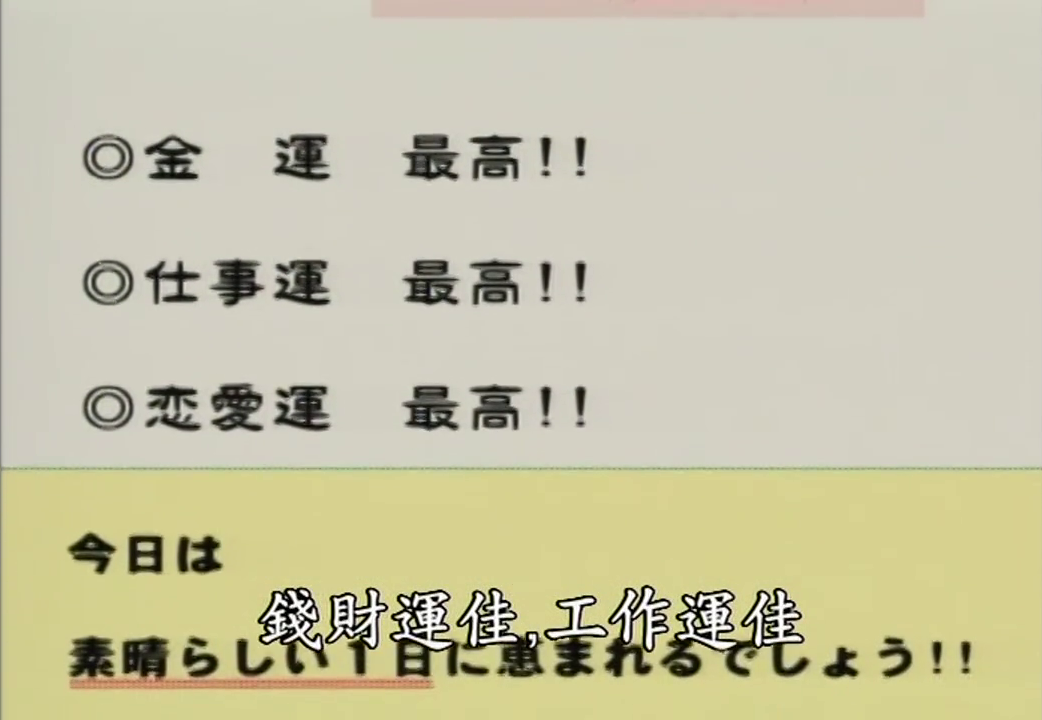 ◎金　運　最高!!
◎仕事運　最高!!
◎恋愛運　最高!!
今日は
錢財運佳,工作運佳
素晴らしい1日に恵まれるでしょう!!